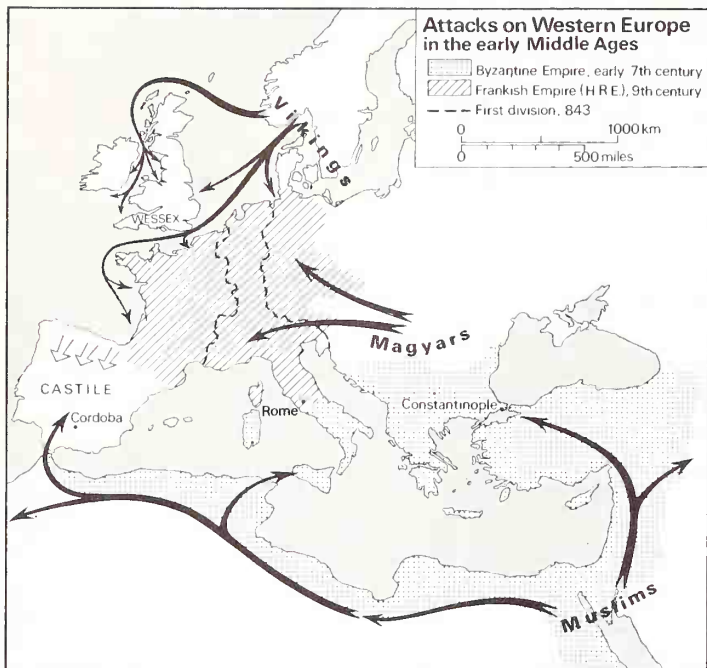 Attacks on Western Europe
in the early Middle Ages
Byzantine Empire, early 7th century
Frankish Empire (H R E), 9th century
First division, 843
0 1000 km
0 500 miles
Vikings
WESSEX
Magyars
CASTILE
Cordoba
Rome
Constantinople
Muslims